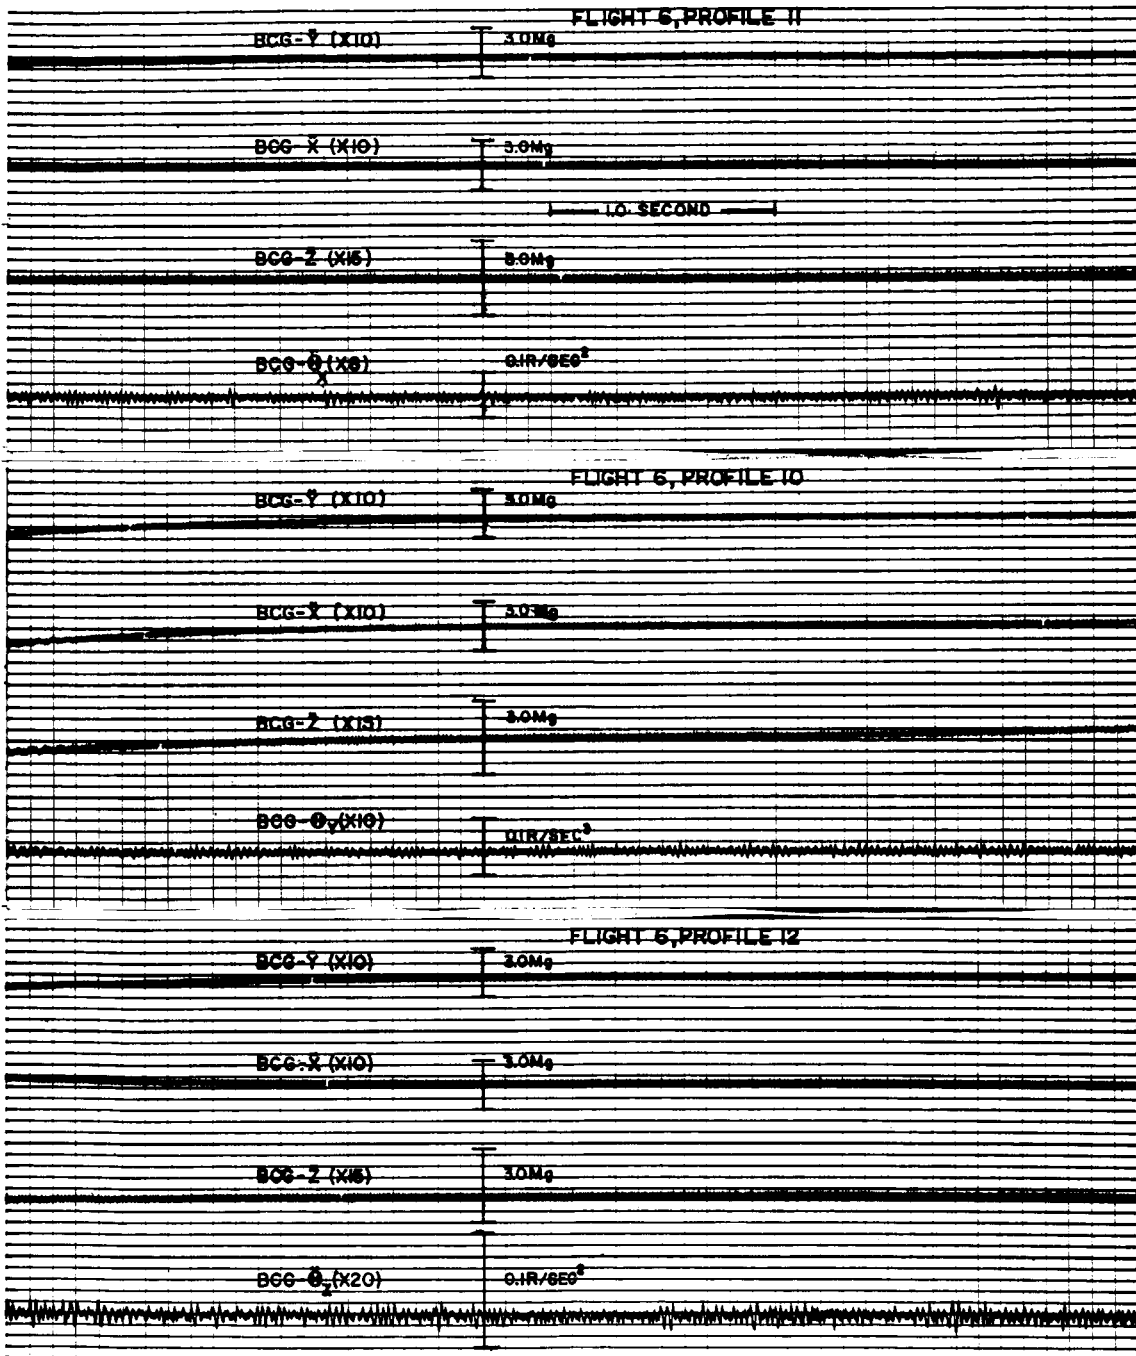 FLIGHT 6, PROFILE 11
BCG-Ÿ (X10) 3.0Mg
BCG-Ẍ (X10) 3.0Mg
1.0 SECOND
BCG-Z̈ (X15) 3.0Mg
BCG-Θ̈X (X8) 0.1R/SEC²
FLIGHT 6, PROFILE 10
BCG-Ÿ (X10) 3.0Mg
BCG-Ẍ (X10) 3.0Mg
BCG-Z̈ (X15) 3.0Mg
BCG-Θ̈Y (X10) 0.1R/SEC²
FLIGHT 6, PROFILE 12
BCG-Ÿ (X10) 3.0Mg
BCG-Ẍ (X10) 3.0Mg
BCG-Z̈ (X15) 3.0Mg
BCG-Θ̈Z (X20) 0.1R/SEC²